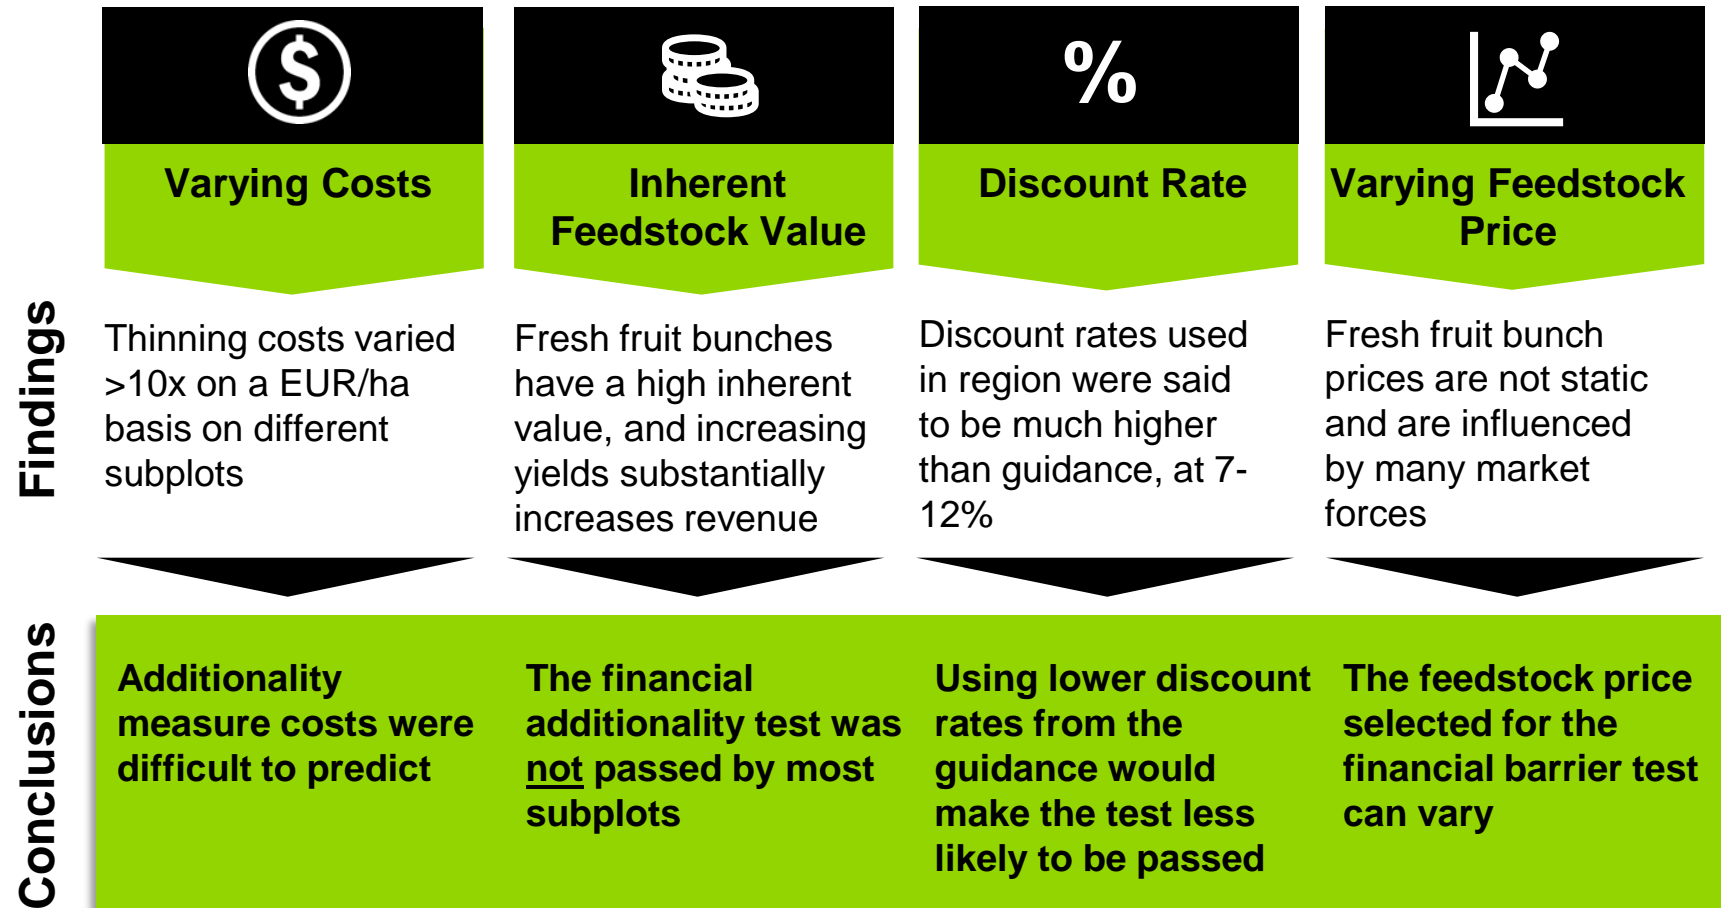 $
%
Varying Costs
Inherent
Feedstock Value
Discount Rate
Varying Feedstock
Price
Findings
Thinning costs varied
>10x on a EUR/ha
basis on different
subplots
Fresh fruit bunches
have a high inherent
value, and increasing
yields substantially
increases revenue
Discount rates used
in region were said
to be much higher
than guidance, at 7-
12%
Fresh fruit bunch
prices are not static
and are influenced
by many market
forces
Conclusions
Additionality
measure costs were
difficult to predict
The financial
additionality test was
not passed by most
subplots
Using lower discount
rates from the
guidance would
make the test less
likely to be passed
The feedstock price
selected for the
financial barrier test
can vary